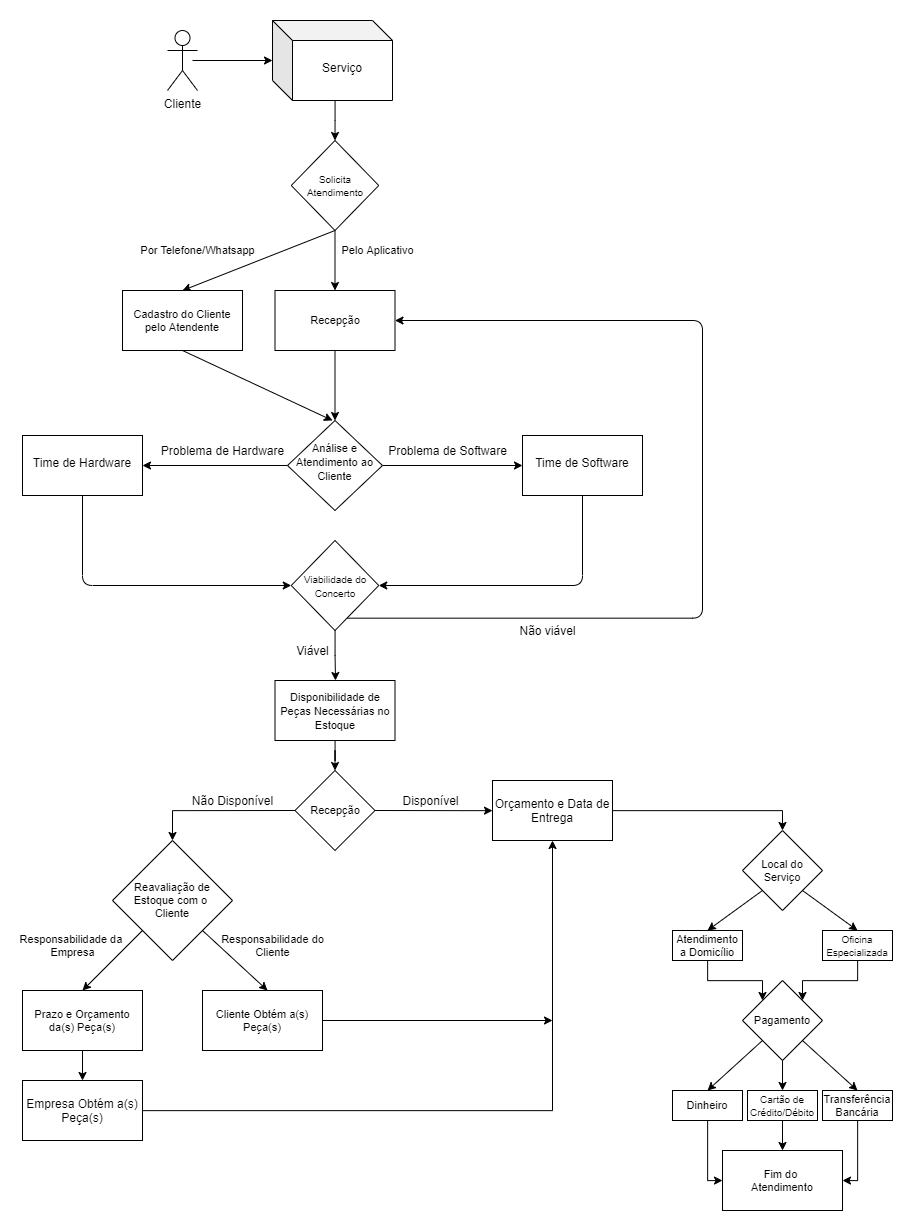 Serviço
Cliente
Solicita
Atendimento
Por Telefone/Whatsapp
Pelo Aplicativo
Cadastro do Cliente
pelo Atendente
Recepção
Time de Hardware
Problema de Hardware
Análise e
Atendimento ao
Cliente
Problema de Software
Time de Software
Viabilidade do
Concerto
Não viável
Viável
Disponibilidade de
Peças Necessárias no
Estoque
Não Disponível
Recepção
Disponível
Orçamento e Data de
Entrega
Local do
Serviço
Reavaliação de
Estoque com o
Cliente
Responsabilidade da
Empresa
Responsabilidade do
Cliente
Atendimento
a Domicílio
Oficina
Especializada
Prazo e Orçamento
da(s) Peça(s)
Cliente Obtém a(s)
Peça(s)
Pagamento
Empresa Obtém a(s)
Peça(s)
Dinheiro
Cartão de
Crédito/Débito
Transferência
Bancária
Fim do
Atendimento